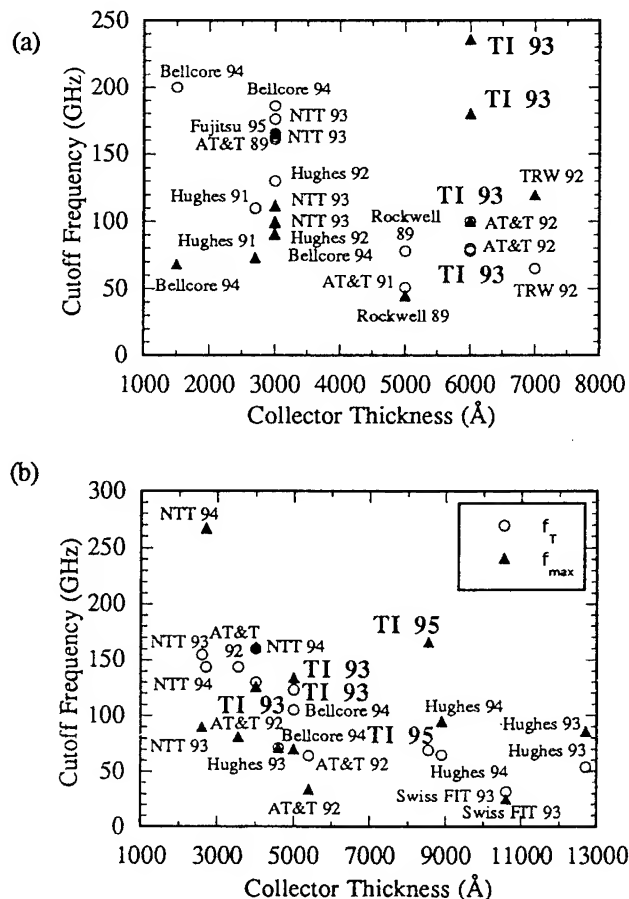 (a)
250
200
150
100
50
0
Cutoff Frequency (GHz)
TI 93
Bellcore 94
Bellcore 94
TI 93
NTT 93
Fujitsu 95
NTT 93
AT&T 89
Hughes 92
TRW 92
Hughes 91
NTT 93
TI 93
NTT 93
Rockwell
89
AT&T 92
Hughes 91
Hughes 92
Bellcore 94
AT&T 92
Bellcore 94
AT&T 91
TI 93
TRW 92
Rockwell 89
1000 2000 3000 4000 5000 6000 7000 8000
Collector Thickness (Å)
(b)
300
250
200
150
100
50
0
Cutoff Frequency (GHz)
NTT 94
f_T
f_max
TI 95
NTT 93
AT&T
92
NTT 94
TI 93
NTT 94
TI 93
TI 93
Bellcore 94
Hughes 94
AT&T 92
Bellcore 94
TI 95
Hughes 93
NTT 93
Hughes 93
AT&T 92
Hughes 93
Hughes 94
Swiss FIT 93
AT&T 92
Swiss FIT 93
1000 3000 5000 7000 9000 11000 13000
Collector Thickness (Å)